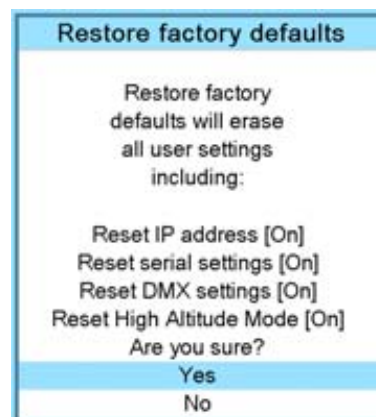 Restore factory defaults
Restore factory
defaults will erase
all user settings
including:
Reset IP address [On]
Reset serial settings [On]
Reset DMX settings [On]
Reset High Altitude Mode [On]
Are you sure?
Yes
No